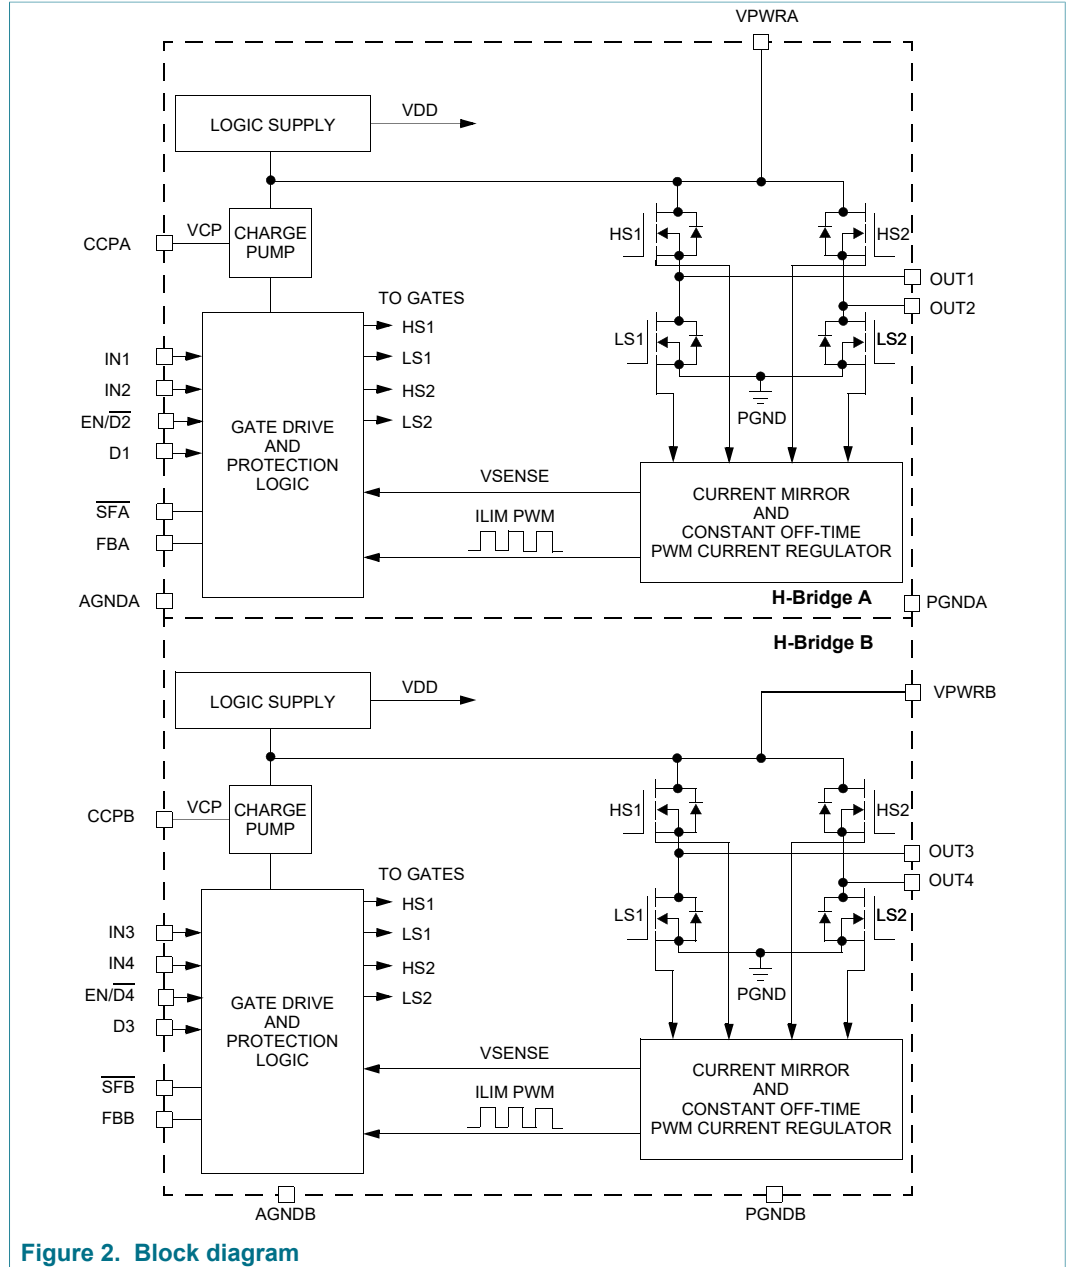 VPWRA
LOGIC SUPPLY
VDD
CCPA
VCP
CHARGE
PUMP
HS1
HS2
OUT1
OUT2
TO GATES
HS1
LS1
HS2
LS2
LS1
LS2
PGND
IN1
IN2
EN/D2
D1
SFA
FBA
GATE DRIVE
AND
PROTECTION
LOGIC
VSENSE
ILIM PWM
CURRENT MIRROR
AND
CONSTANT OFF-TIME
PWM CURRENT REGULATOR
AGNDA
H-Bridge A
PGNDA
H-Bridge B
LOGIC SUPPLY
VDD
VPWRB
CCPB
VCP
CHARGE
PUMP
HS1
HS2
OUT3
OUT4
TO GATES
HS1
LS1
HS2
LS2
LS1
LS2
PGND
IN3
IN4
EN/D4
D3
SFB
FBB
GATE DRIVE
AND
PROTECTION
LOGIC
VSENSE
ILIM PWM
CURRENT MIRROR
AND
CONSTANT OFF-TIME
PWM CURRENT REGULATOR
AGNDB
PGNDB
Figure 2. Block diagram